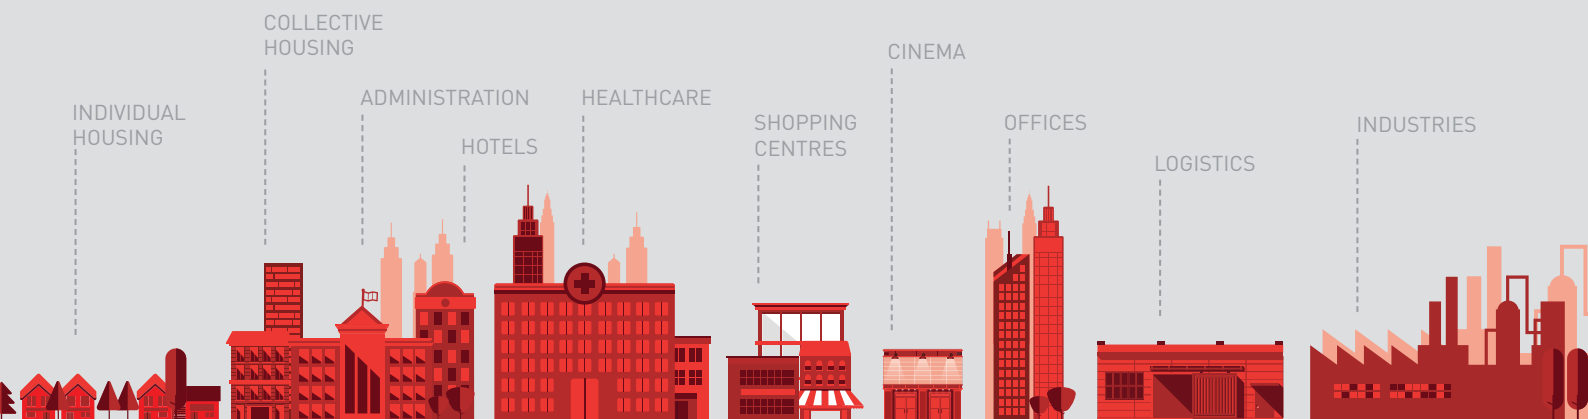 INDIVIDUAL
HOUSING
COLLECTIVE
HOUSING
ADMINISTRATION
HOTELS
HEALTHCARE
SHOPPING
CENTRES
CINEMA
OFFICES
LOGISTICS
INDUSTRIES